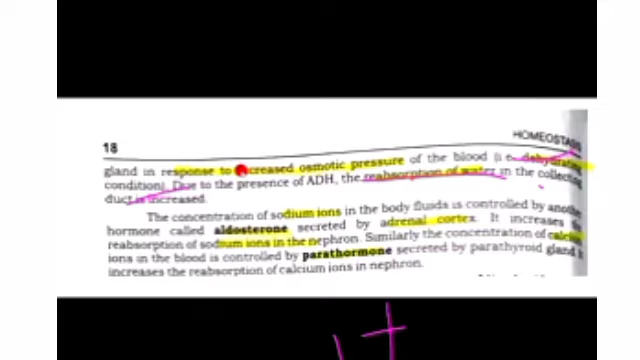 18
HOMEOSTASIS
gland in response to increased osmotic pressure of the blood (i.e. dehydrating
condition). Due to the presence of ADH, the reabsorption of water in the collecting
duct is increased.
The concentration of sodium ions in the body fluids is controlled by another
hormone called aldosterone secreted by adrenal cortex. It increases
reabsorption of sodium ions in the nephron. Similarly the concentration of calcium
ions in the blood is controlled by parathormone secreted by parathyroid gland
increases the reabsorption of calcium ions in nephron.